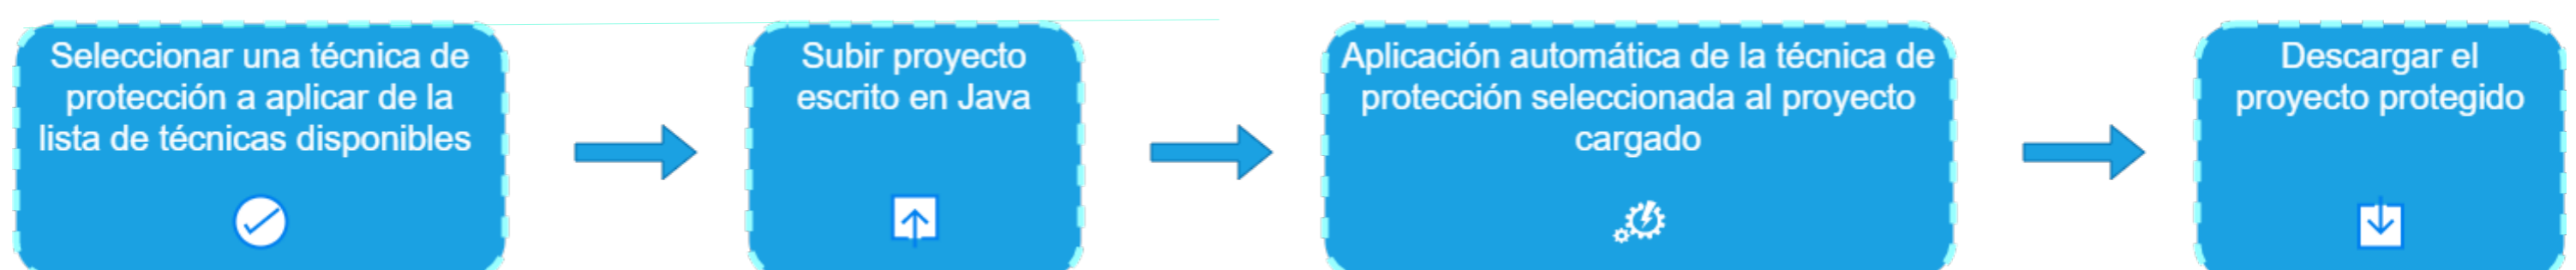 Seleccionar una técnica de
protección a aplicar de la
lista de técnicas disponibles
Subir proyecto
escrito en Java
Aplicación automática de la técnica de
protección seleccionada al proyecto
cargado
Descargar el
proyecto protegido